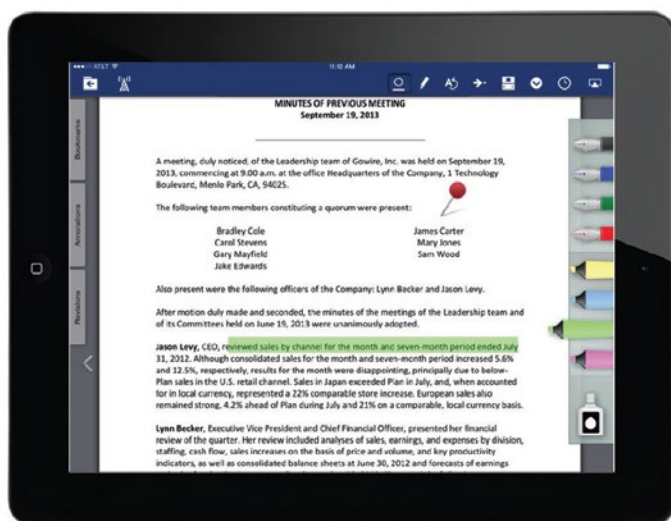 AT&T
11:10 AM
MINUTES OF PREVIOUS MEETING
September 19, 2013
Bookmarks
Annotations
Revisions
A meeting, duly noticed, of the Leadership team of Gowire, Inc. was held on September 19,
2013, commencing at 9:00 a.m. at the office Headquarters of the Company, 1 Technology
Boulevard, Menlo Park, CA, 94025.
The following team members constituting a quorum were present:
Bradley Cole
Carol Stevens
Gary Mayfield
Jake Edwards
James Carter
Mary Jones
Sam Wood
Also present were the following officers of the Company: Lynn Becker and Jason Levy.
After motion duly made and seconded, the minutes of the meetings of the Leadership team and
of its Committees held on June 19, 2013 were unanimously adopted.
Jason Levy, CEO, reviewed sales by channel for the month and seven-month period ended July
31, 2012. Although consolidated sales for the month and seven-month period increased 5.6%
and 12.5%, respectively, results for the month were disappointing, principally due to below-
Plan sales in the U.S. retail channel. Sales in Japan exceeded Plan in July, and, when accounted
for in local currency, represented a 22% comparable store increase. European sales also
remained strong, 4.2% ahead of Plan during July and 21% on a comparable, local currency basis.
Lynn Becker, Executive Vice President and Chief Financial Officer, presented her financial
review of the quarter. Her review included analyses of sales, earnings, and expenses by division,
staffing, cash flow, sales increases on the basis of price and volume, and key productivity
indicators, as well as consolidated balance sheets at June 30, 2012 and forecasts of earnings